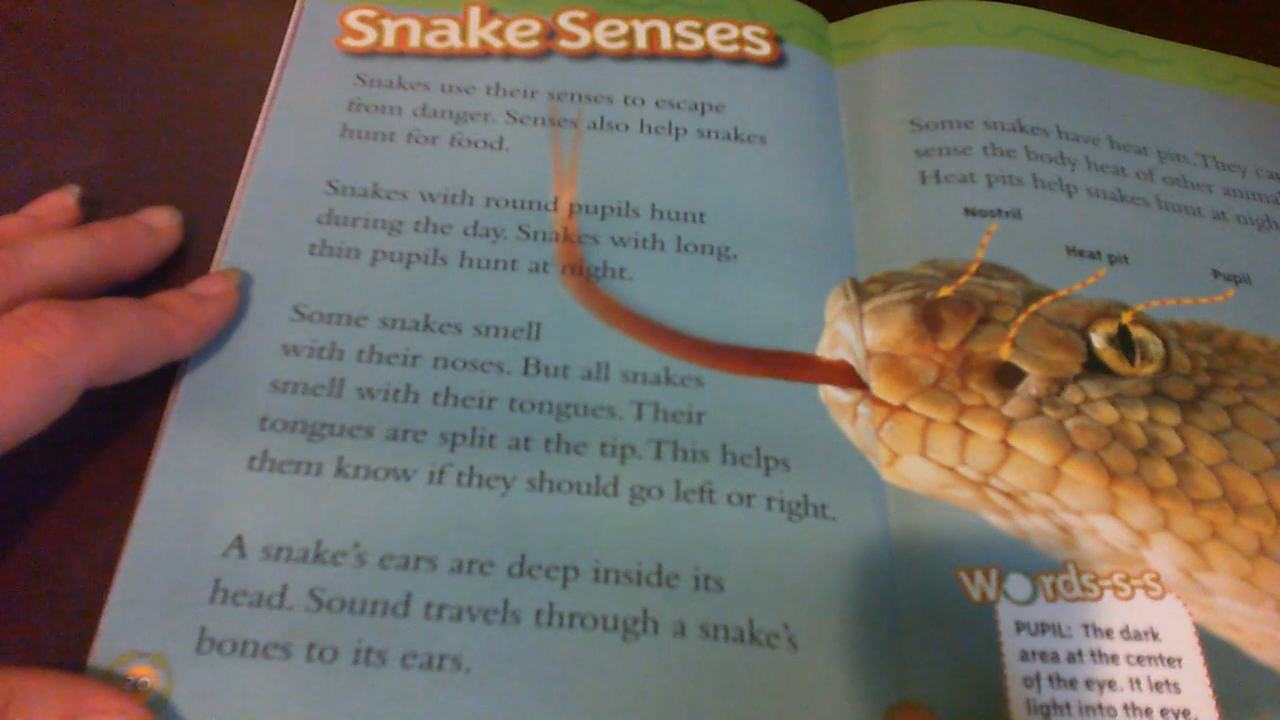 Snake Senses
Snakes use their senses to escape
from danger. Senses also help snakes
hunt for food.
Snakes with round pupils hunt
during the day. Snakes with long,
thin pupils hunt at night.
Some snakes smell
with their noses. But all snakes
smell with their tongues. Their
tongues are split at the tip. This helps
them know if they should go left or right.
A snake's ears are deep inside its
head. Sound travels through a snake's
bones to its ears.
20
Some snakes have heat pits. They
sense the body heat of other
Heat pits help snakes hunt at
Nostril
Heat pit
Pupil
Words-s-s
PUPIL: The dark
area at the center
of the eye. It lets
light into the eye.